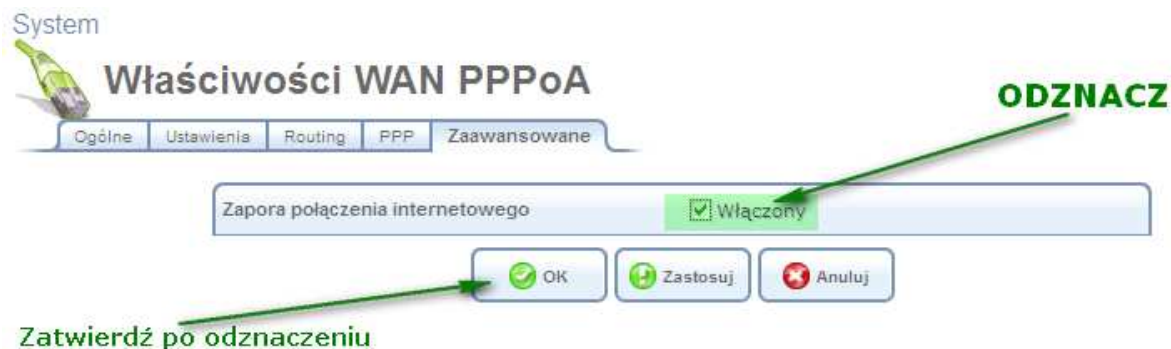 System
Właściwości WAN PPPoA
ODZNACZ
Ogólne Ustawienia Routing PPP Zaawansowane
Zapora połączenia internetowego Włączony
OK Zastosuj Anuluj
Zatwierdź po odznaczeniu